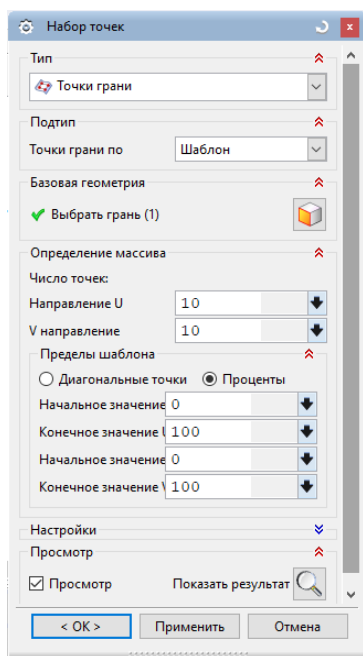 Набор точек
Тип
Точки грани
Подтип
Точки грани по Шаблон
Базовая геометрия
Выбрать грань (1)
Определение массива
Число точек:
Направление U 10
V направление 10
Пределы шаблона
Диагональные точки Проценты
Начальное значение 0
Конечное значение U 100
Начальное значение 0
Конечное значение V 100
Настройки
Просмотр
Просмотр Показать результат
< ОК > Применить Отмена